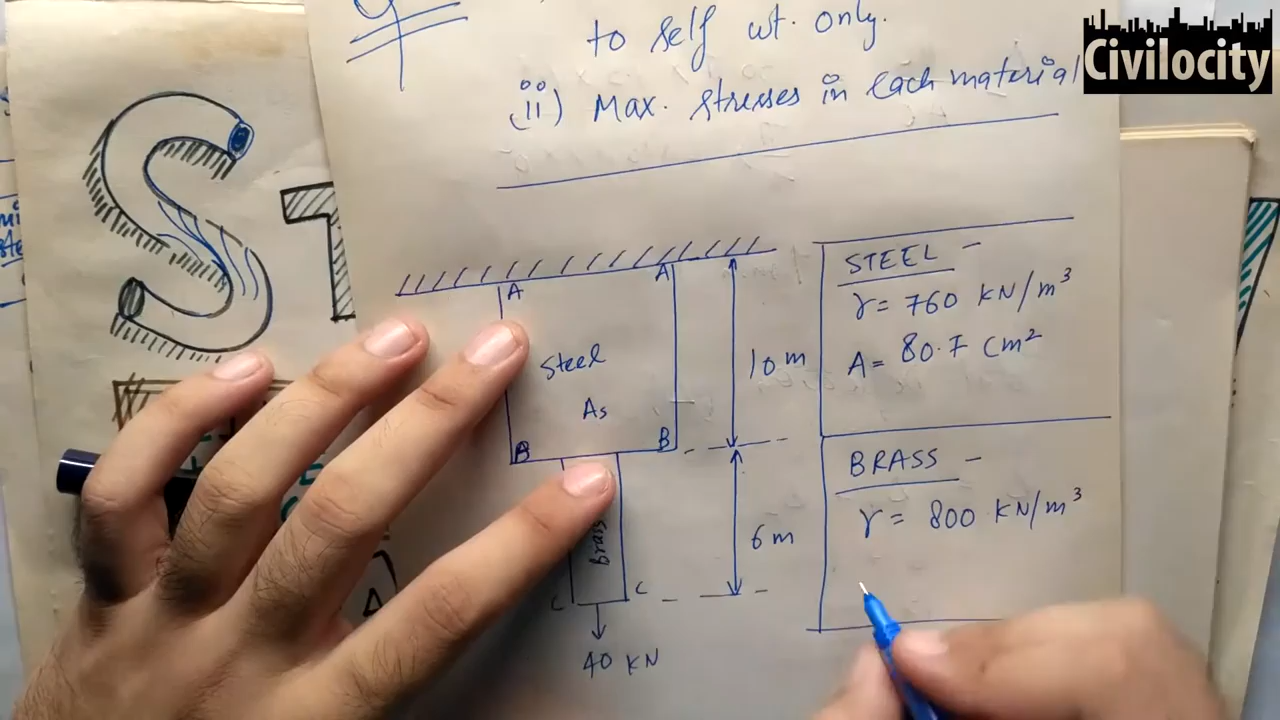 Civilocity
to self wt. only.
ii) Max. stresses in each material
ST
A A
Steel
As
B B
Brass
C C
40 KN
10 m
6 m
STEEL -
γ = 760 KN/m³
A = 80.7 cm²
BRASS -
γ = 800 KN/m³